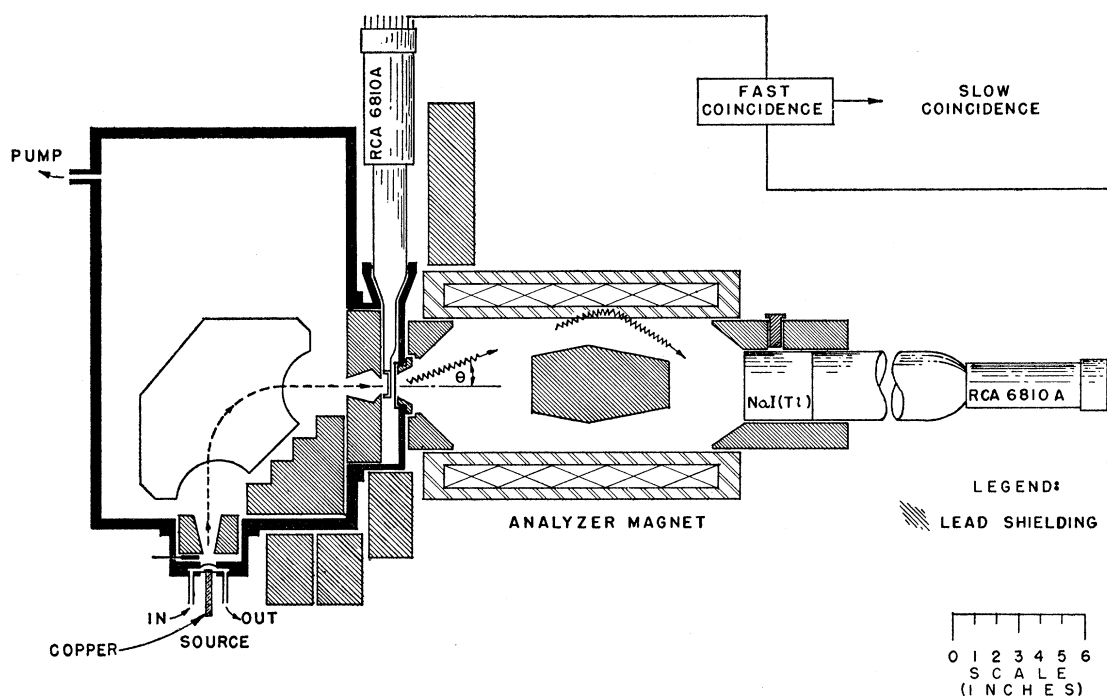 PUMP
RCA 6810A
FAST
COINCIDENCE
SLOW
COINCIDENCE
θ
NaI(Tl)
RCA 6810 A
ANALYZER MAGNET
LEGEND:
LEAD SHIELDING
IN
OUT
COPPER
SOURCE
0 1 2 3 4 5 6
SCALE
(INCHES)